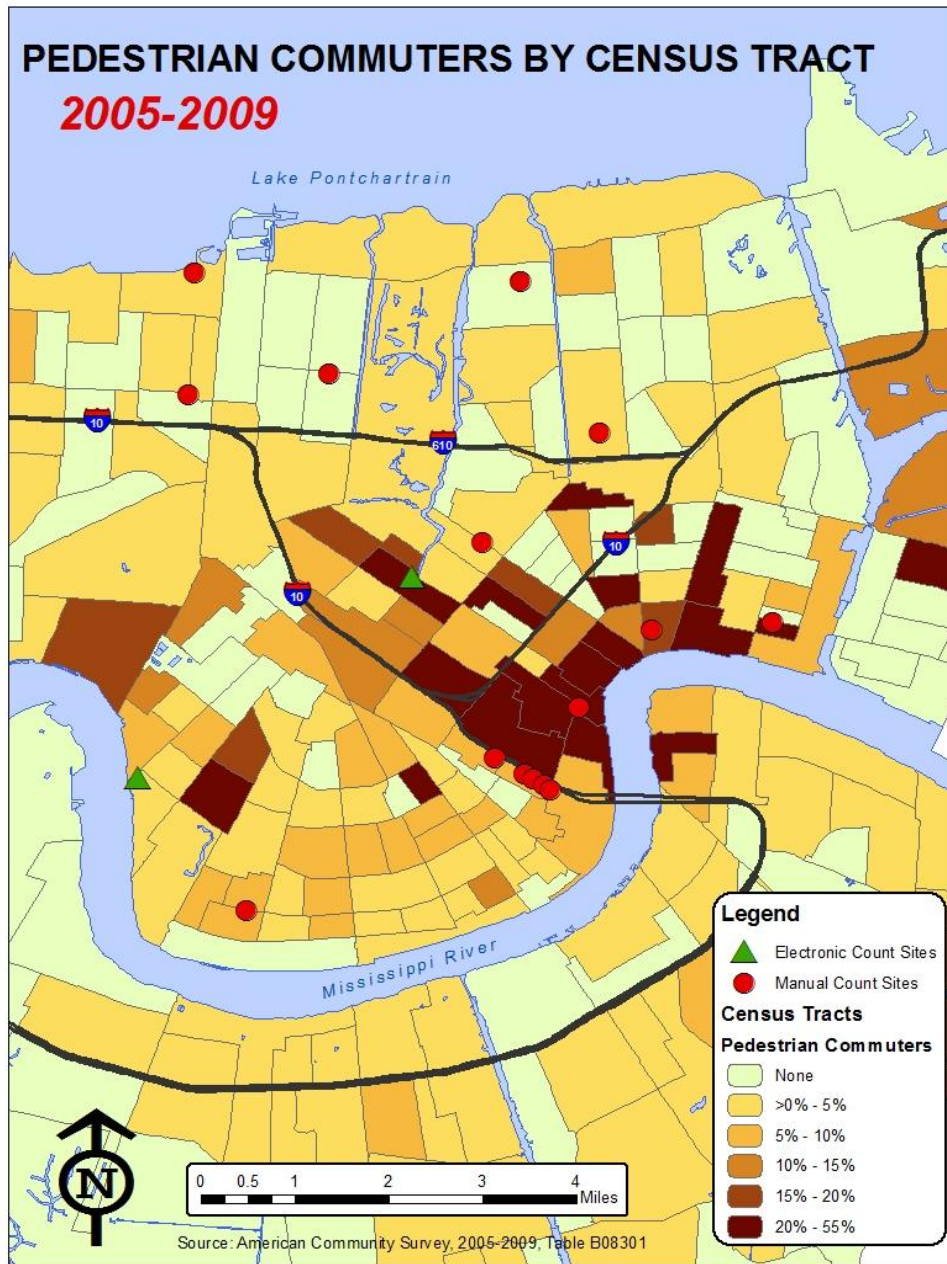 PEDESTRIAN COMMUTERS BY CENSUS TRACT
2005-2009
Lake Pontchartrain
10
610
10
10
Mississippi River
Legend
Electronic Count Sites
Manual Count Sites
Census Tracts
Pedestrian Commuters
None
>0% - 5%
5% - 10%
10% - 15%
15% - 20%
20% - 55%
N
0 0.5 1 2 3 4
Miles
Source: American Community Survey, 2005-2009, Table B08301